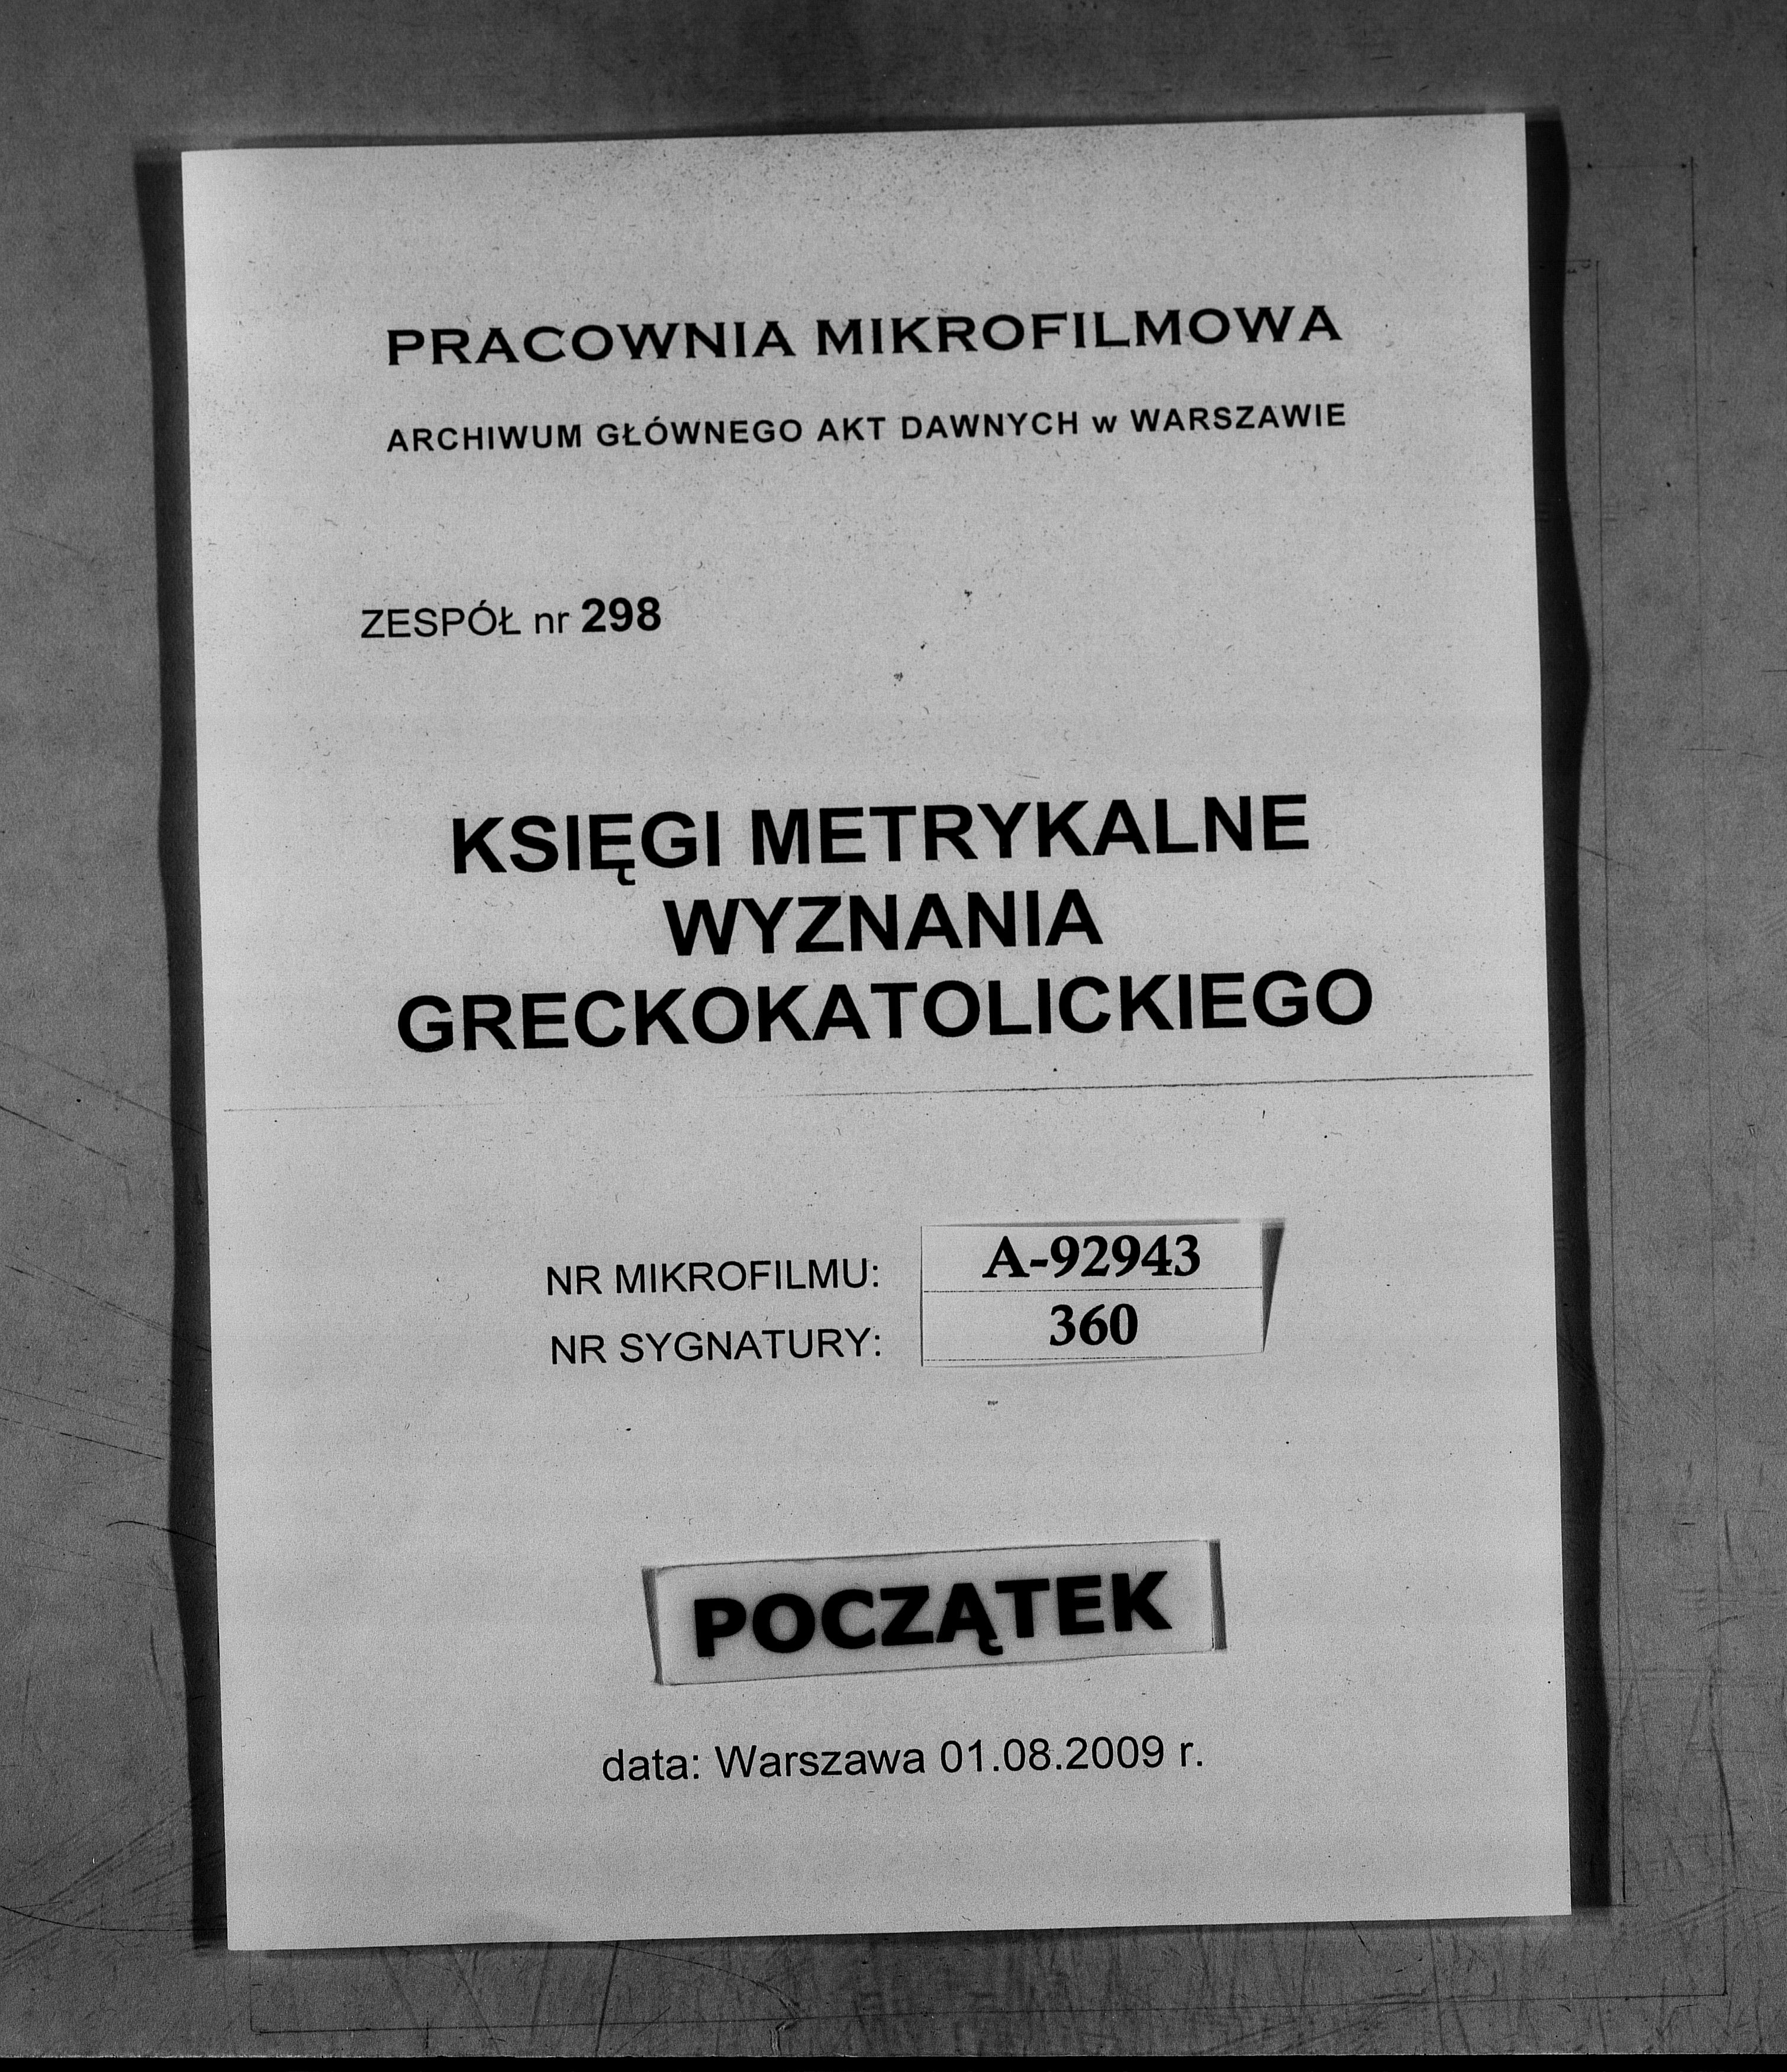 PRACOWNIA MIKROFILMOWA
ARCHIWUM GŁÓWNEGO AKT DAWNYCH w WARSZAWIE
ZESPÓŁ nr 298
KSIĘGI METRYKALNE
WYZNANIA
GRECKOKATOLICKIEGO
NR MIKROFILMU: A-92943
NR SYGNATURY: 360
POCZĄTEK
data: Warszawa 01.08.2009 r.